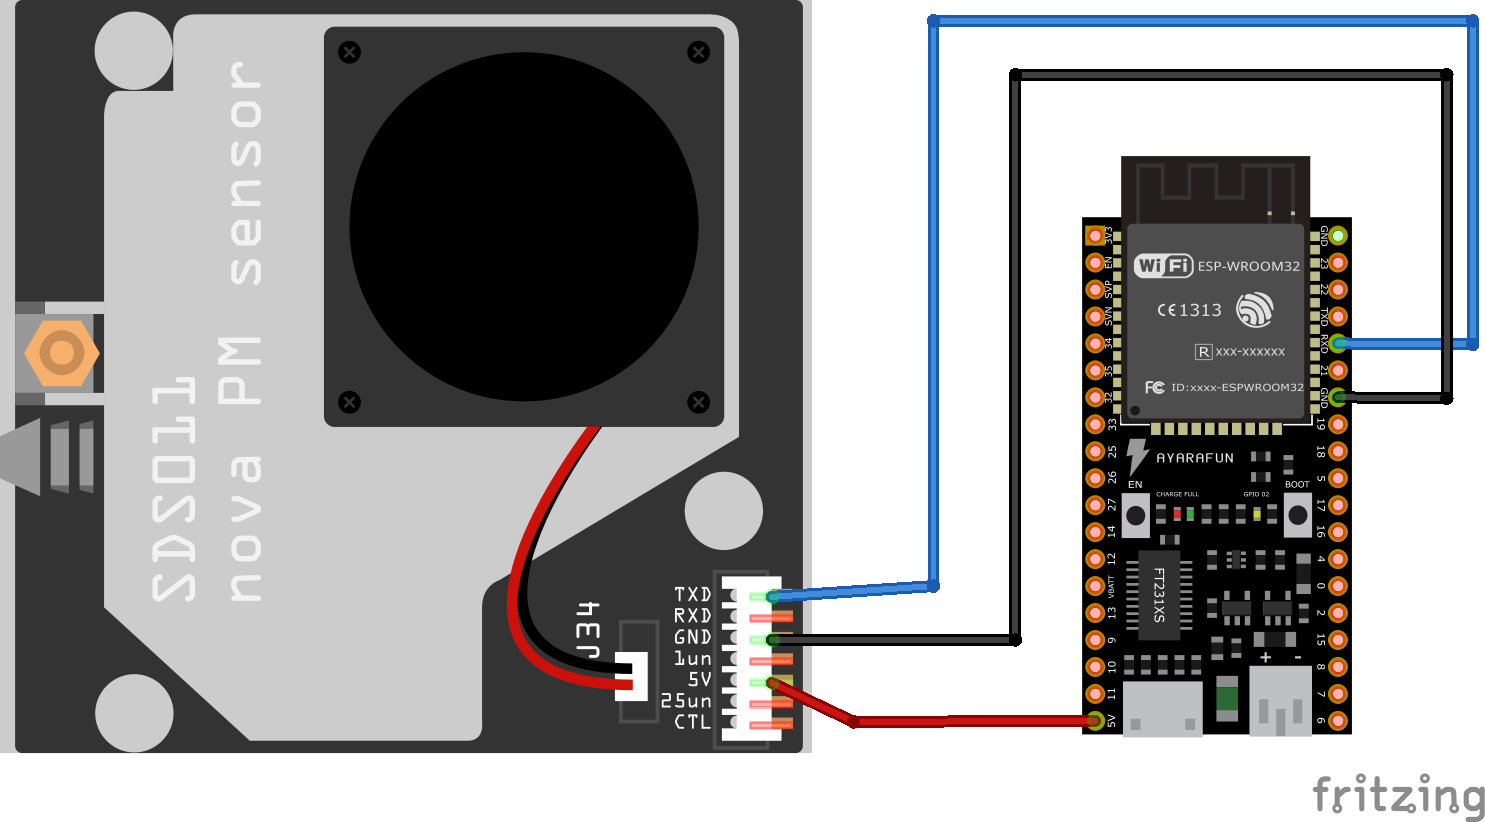 SDS011
nova PM sensor
J34
TXD
RXD
GND
1un
5V
25un
CTL
WiFi ESP-WROOM32
CE1313
R xxx-xxxxxx
FC ID:xxxx-ESPWROOM32
3V3
EN
SVP
SVN
34
35
32
33
25
26
27
14
12
VBATT
13
9
10
11
5V
GND
23
22
TXD
RXD
21
GND
19
18
5
17
16
4
0
2
15
8
7
6
AYARAFUN
EN
CHARGE FULL
GPIO 02
BOOT
FT231XS
+ -
fritzing